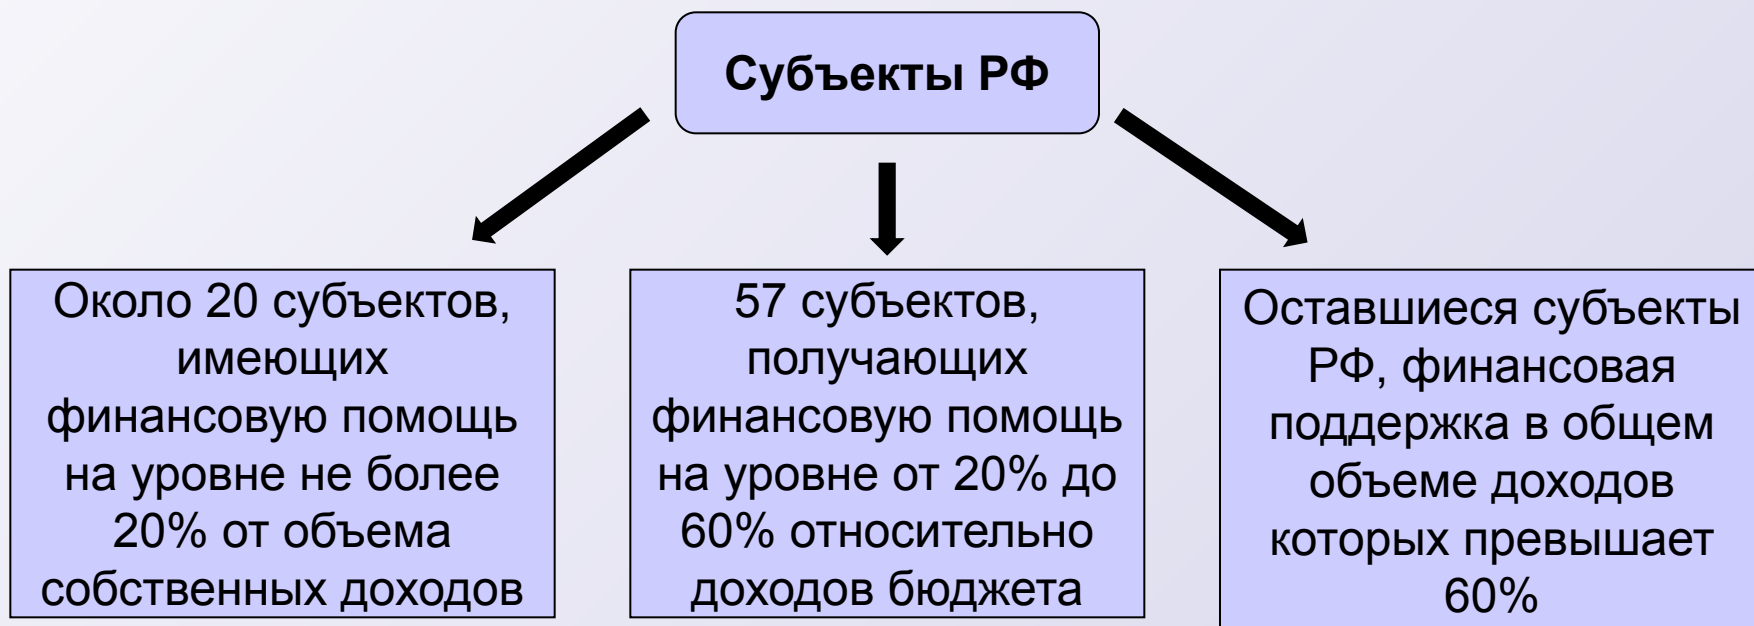 Субъекты РФ
Около 20 субъектов,
имеющих
финансовую помощь
на уровне не более
20% от объема
собственных доходов
57 субъектов,
получающих
финансовую помощь
на уровне от 20% до
60% относительно
доходов бюджета
Оставшиеся субъекты
РФ, финансовая
поддержка в общем
объеме доходов
которых превышает
60%